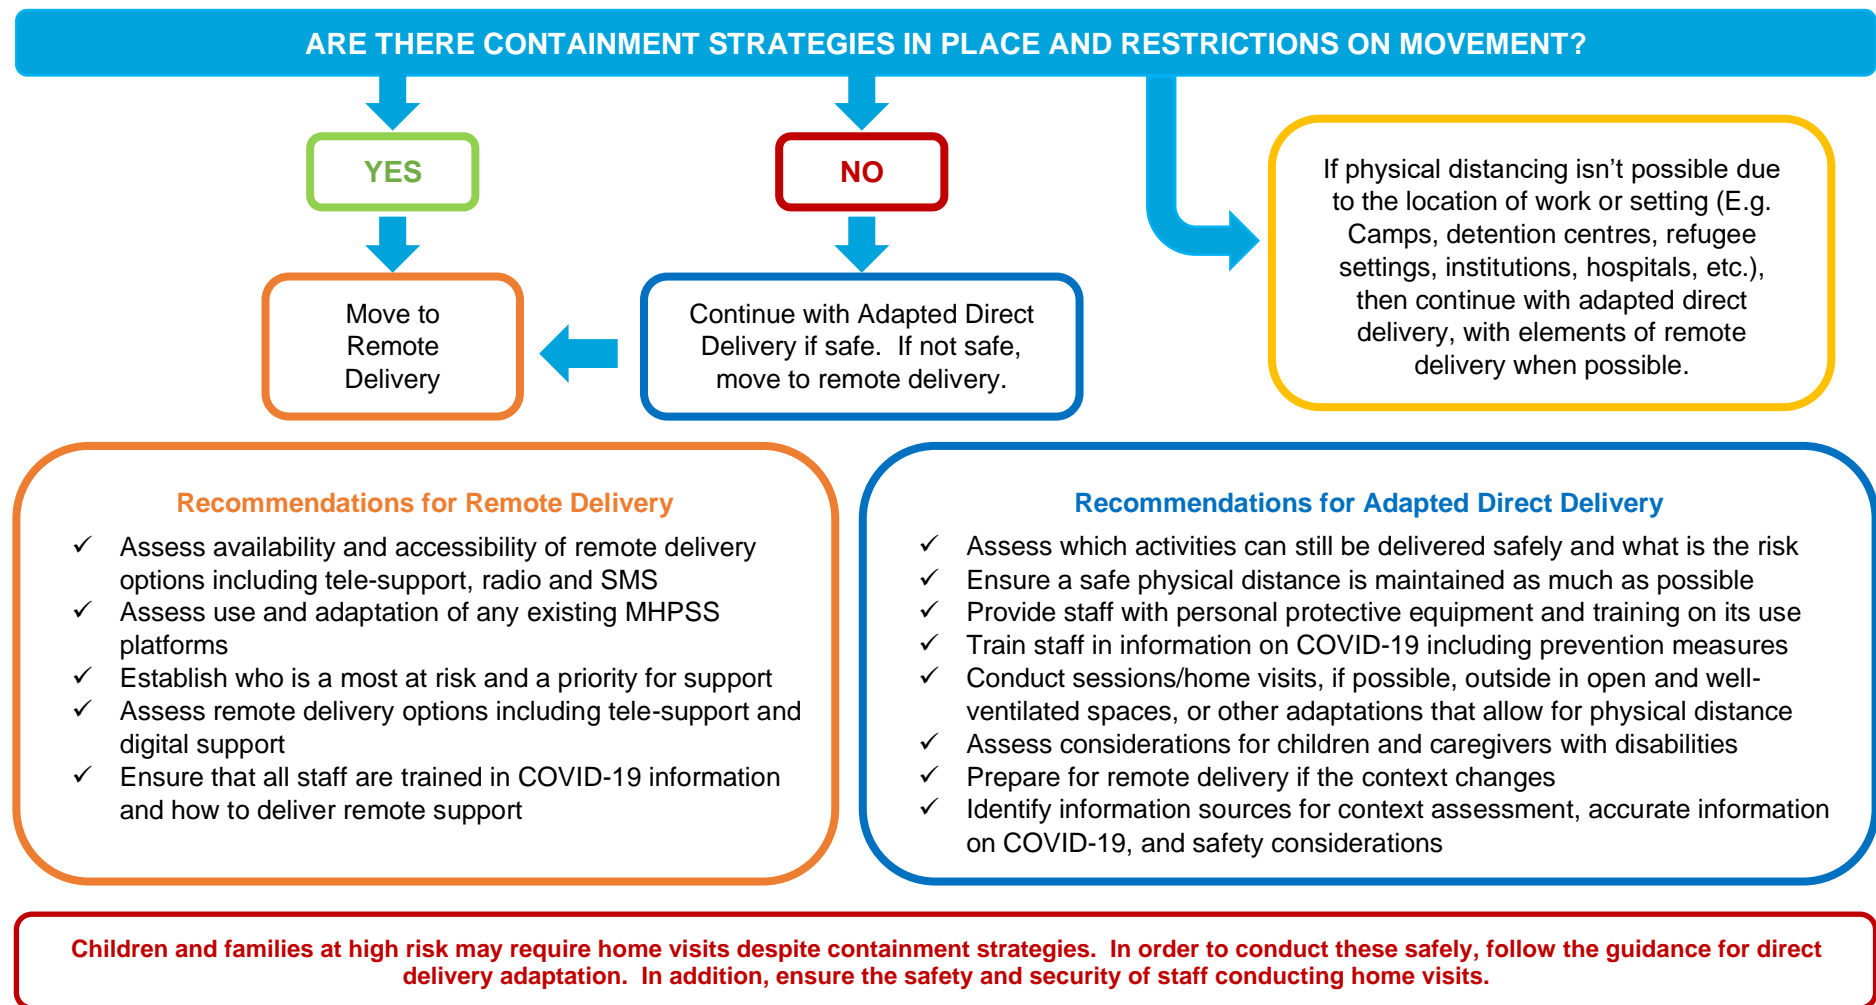 ARE THERE CONTAINMENT STRATEGIES IN PLACE AND RESTRICTIONS ON MOVEMENT?
YES
NO
If physical distancing isn’t possible due
to the location of work or setting (E.g.
Camps, detention centres, refugee
settings, institutions, hospitals, etc.),
then continue with adapted direct
delivery, with elements of remote
delivery when possible.
Move to
Remote
Delivery
Continue with Adapted Direct
Delivery if safe.  If not safe,
move to remote delivery.
Recommendations for Remote Delivery
✓ Assess availability and accessibility of remote delivery
options including tele-support, radio and SMS
✓ Assess use and adaptation of any existing MHPSS
platforms
✓ Establish who is a most at risk and a priority for support
✓ Assess remote delivery options including tele-support and
digital support
✓ Ensure that all staff are trained in COVID-19 information
and how to deliver remote support
Recommendations for Adapted Direct Delivery
✓ Assess which activities can still be delivered safely and what is the risk
✓ Ensure a safe physical distance is maintained as much as possible
✓ Provide staff with personal protective equipment and training on its use
✓ Train staff in information on COVID-19 including prevention measures
✓ Conduct sessions/home visits, if possible, outside in open and well-
ventilated spaces, or other adaptations that allow for physical distance
✓ Assess considerations for children and caregivers with disabilities
✓ Prepare for remote delivery if the context changes
✓ Identify information sources for context assessment, accurate information
on COVID-19, and safety considerations
Children and families at high risk may require home visits despite containment strategies.  In order to conduct these safely, follow the guidance for direct
delivery adaptation.  In addition, ensure the safety and security of staff conducting home visits.